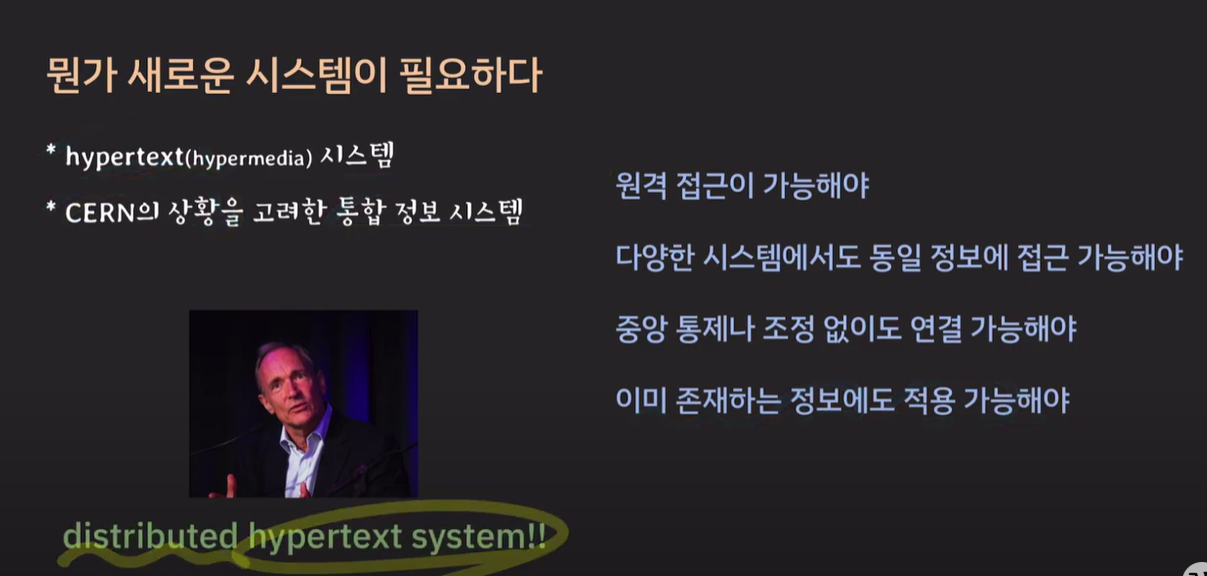 뭔가 새로운 시스템이 필요하다
* hypertext(hypermedia) 시스템
* CERN의 상황을 고려한 통합 정보 시스템
distributed hypertext system!!
원격 접근이 가능해야
다양한 시스템에서도 동일 정보에 접근 가능해야
중앙 통제나 조정 없이도 연결 가능해야
이미 존재하는 정보에도 적용 가능해야